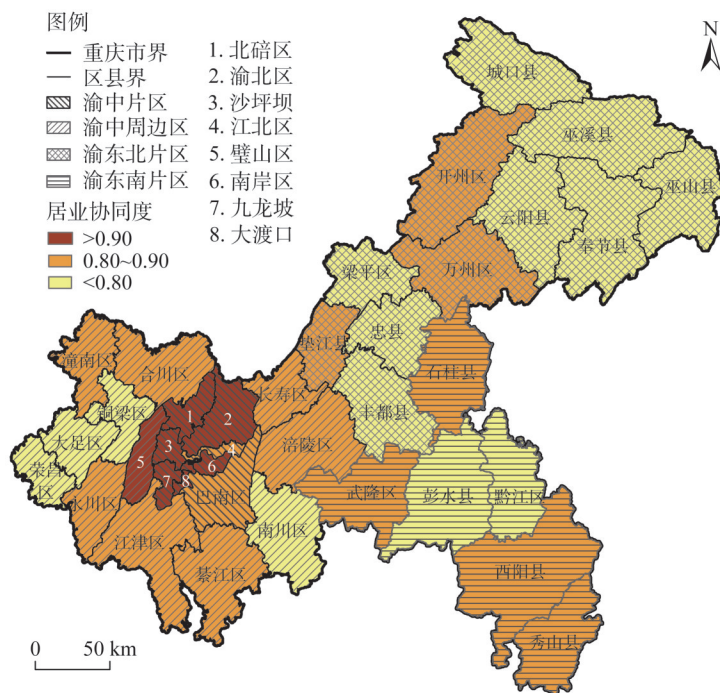 图例
重庆市界
区县界
渝中片区
渝中周边区
渝东北片区
渝东南片区
1. 北碚区
2. 渝北区
3. 沙坪坝
4. 江北区
5. 璧山区
6. 南岸区
7. 九龙坡
8. 大渡口
居业协同度
>0.90
0.80~0.90
<0.80
N
城口县
巫溪县
开州区
巫山县
云阳县
奉节县
梁平区
万州区
忠县
垫江县
石柱县
潼南区
合川区
长寿区
丰都县
铜梁区
1
2
大足区
3
4
涪陵区
5
6
荣昌区
7
8
永川区
巴南区
武隆区
彭水县
黔江区
南川区
江津区
綦江区
酉阳县
秀山县
0 50 km